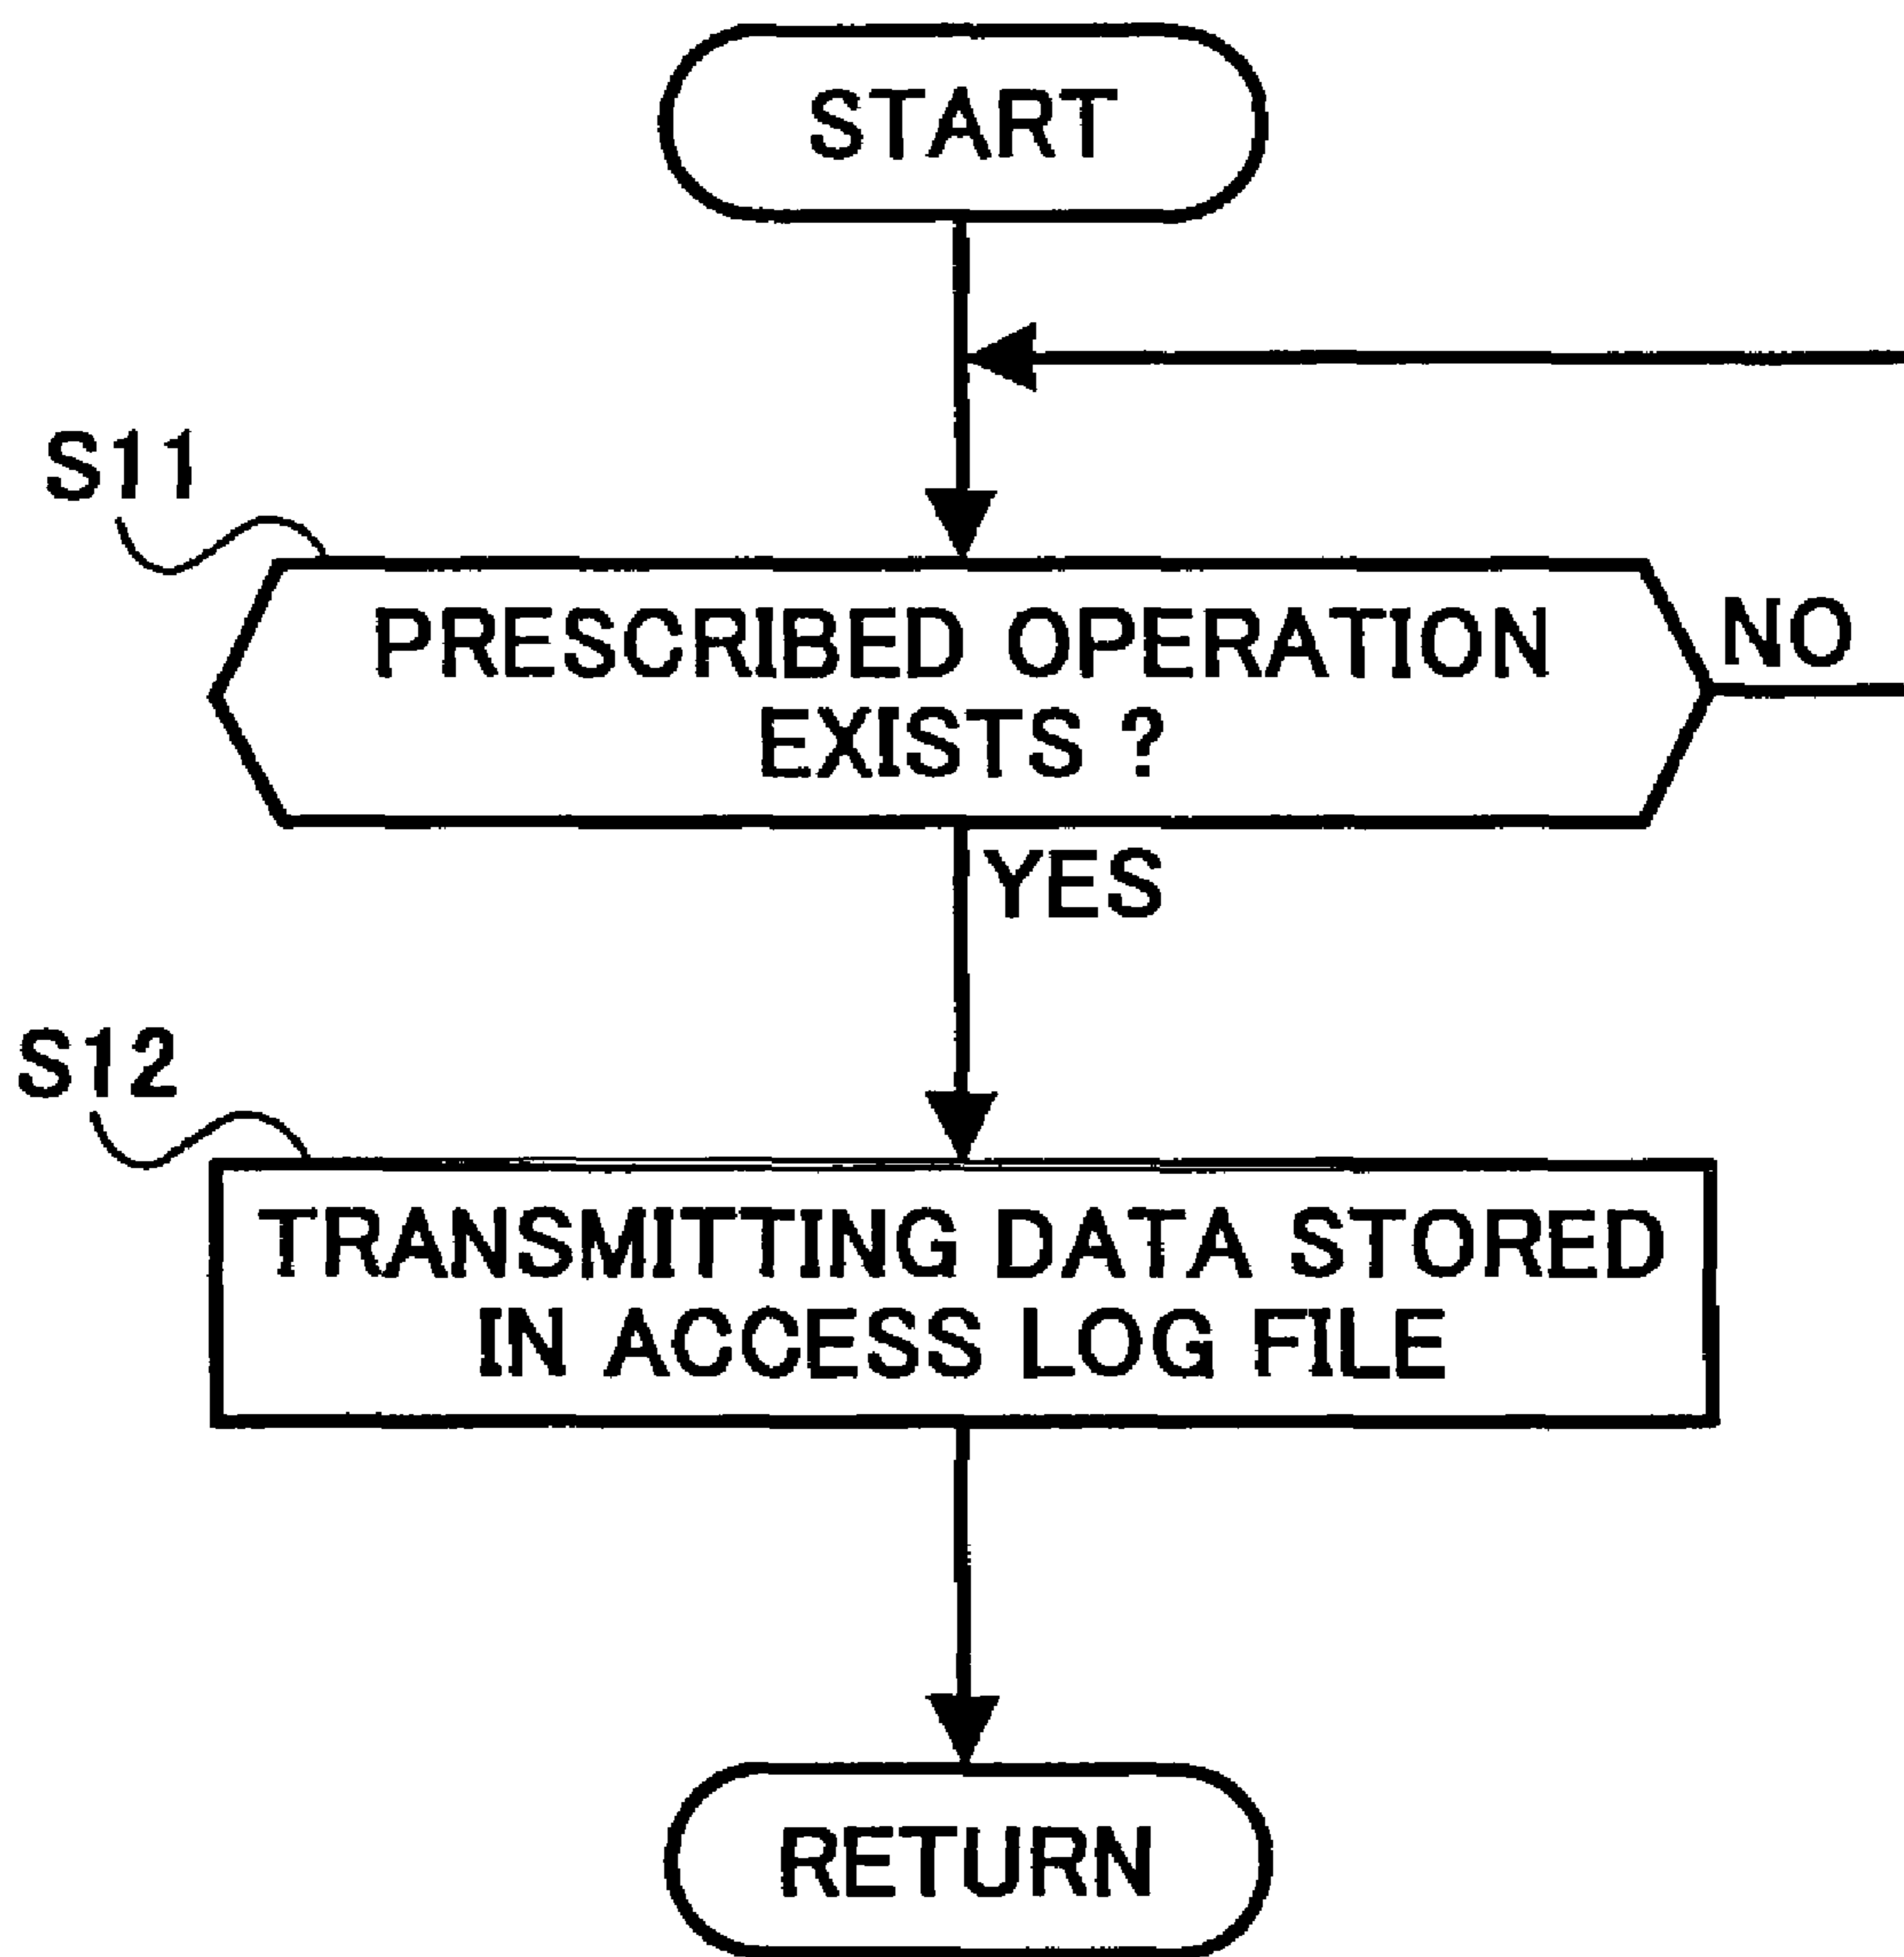 START
S11
PRESCRIBED OPERATION
EXISTS ?
NO
YES
S12
TRANSMITTING DATA STORED
IN ACCESS LOG FILE
RETURN